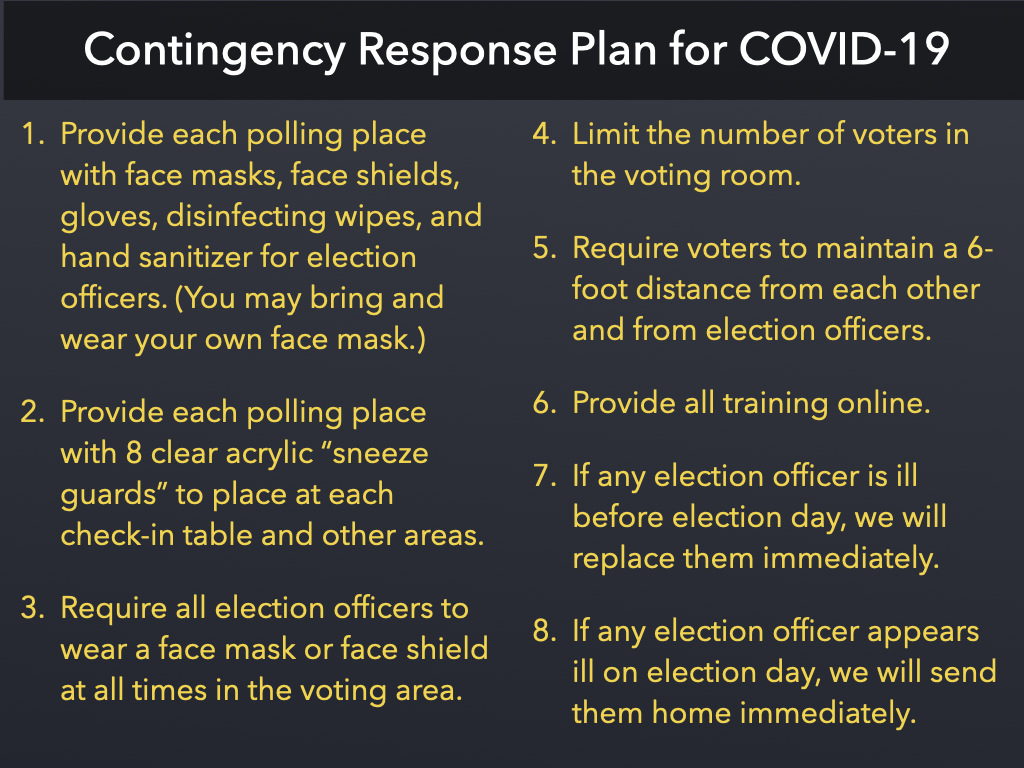 Contingency Response Plan for COVID-19
1. Provide each polling place
with face masks, face shields,
gloves, disinfecting wipes, and
hand sanitizer for election
officers. (You may bring and
wear your own face mask.)
2. Provide each polling place
with 8 clear acrylic “sneeze
guards” to place at each
check-in table and other areas.
3. Require all election officers to
wear a face mask or face shield
at all times in the voting area.
4. Limit the number of voters in
the voting room.
5. Require voters to maintain a 6-
foot distance from each other
and from election officers.
6. Provide all training online.
7. If any election officer is ill
before election day, we will
replace them immediately.
8. If any election officer appears
ill on election day, we will send
them home immediately.